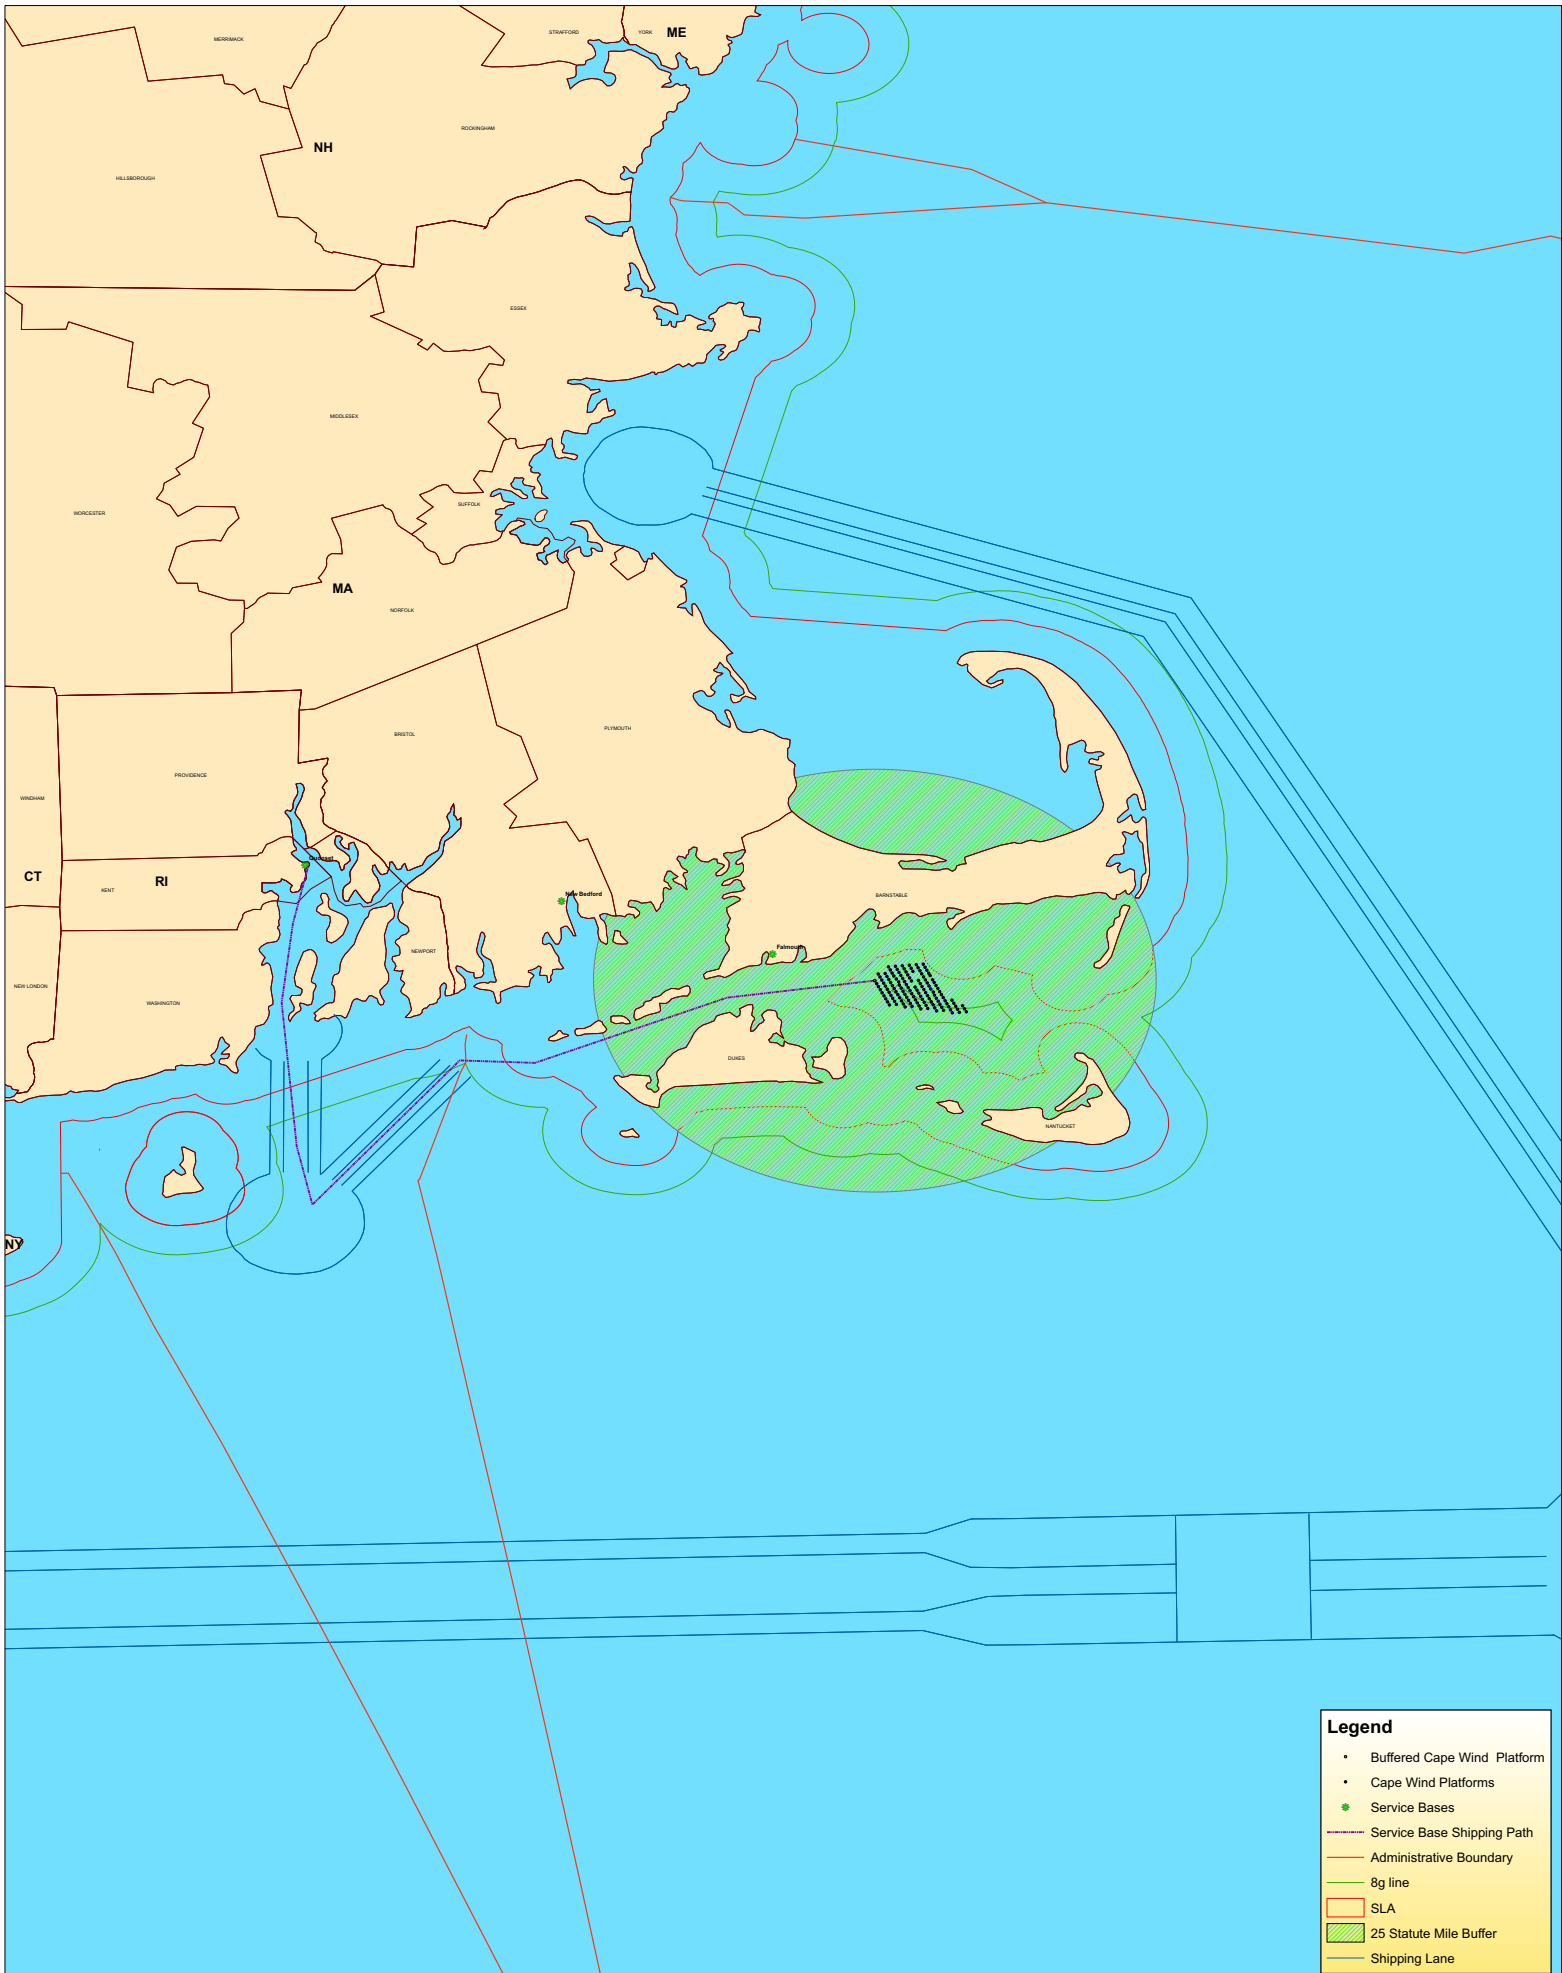 MERRIMACK
STRAFFORD
YORK
ME
ROCKINGHAM
NH
HILLSBOROUGH
ESSEX
MIDDLESEX
WORCESTER
SUFFOLK
MA
NORFOLK
BRISTOL
PLYMOUTH
PROVIDENCE
WINDHAM
Quonset
CT
RI
KENT
New Bedford
BARNSTABLE
Falmouth
NEWPORT
NEW LONDON
WASHINGTON
DUKES
NANTUCKET
NY
Legend
Buffered Cape Wind Platform
Cape Wind Platforms
Service Bases
Service Base Shipping Path
Administrative Boundary
8g line
SLA
25 Statute Mile Buffer
Shipping Lane